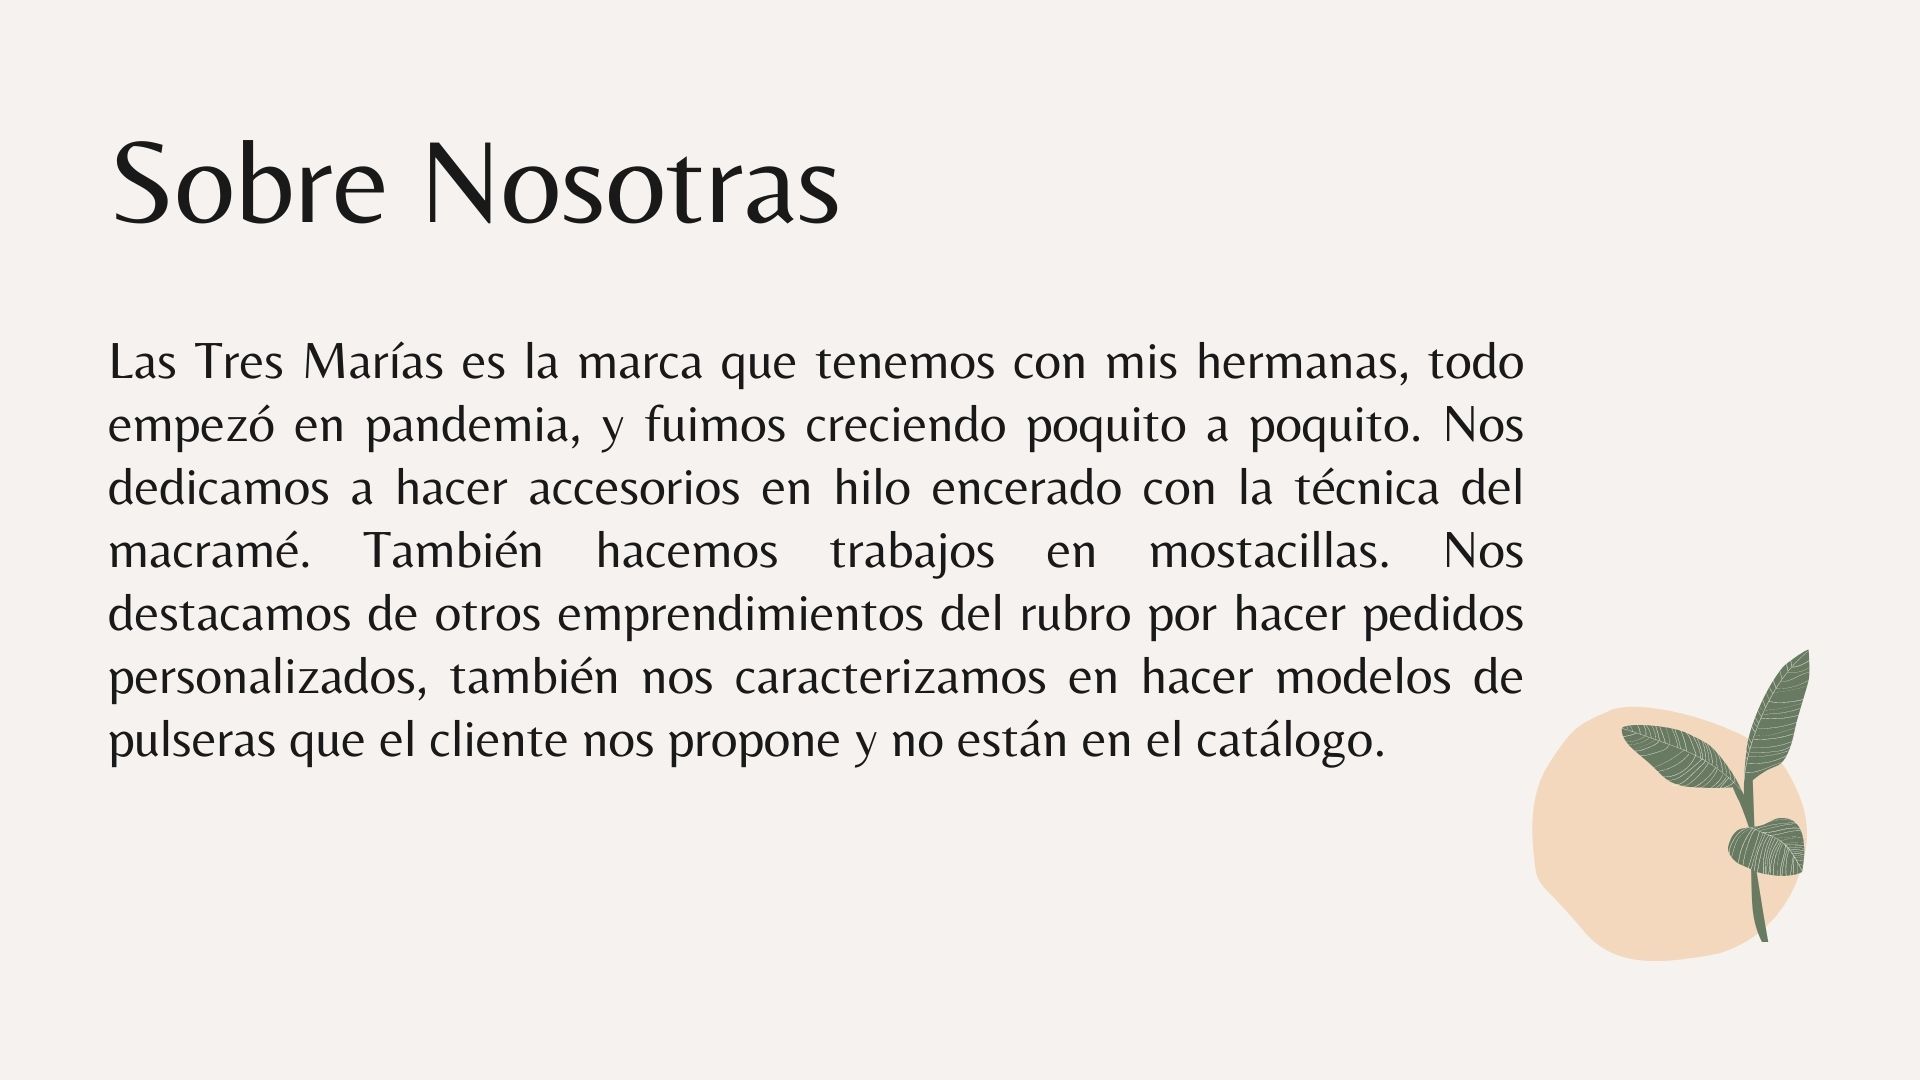 Sobre Nosotras
Las Tres Marías es la marca que tenemos con mis hermanas, todo
empezó en pandemia, y fuimos creciendo poquito a poquito. Nos
dedicamos a hacer accesorios en hilo encerado con la técnica del
macramé. También hacemos trabajos en mostacillas. Nos
destacamos de otros emprendimientos del rubro por hacer pedidos
personalizados, también nos caracterizamos en hacer modelos de
pulseras que el cliente nos propone y no están en el catálogo.